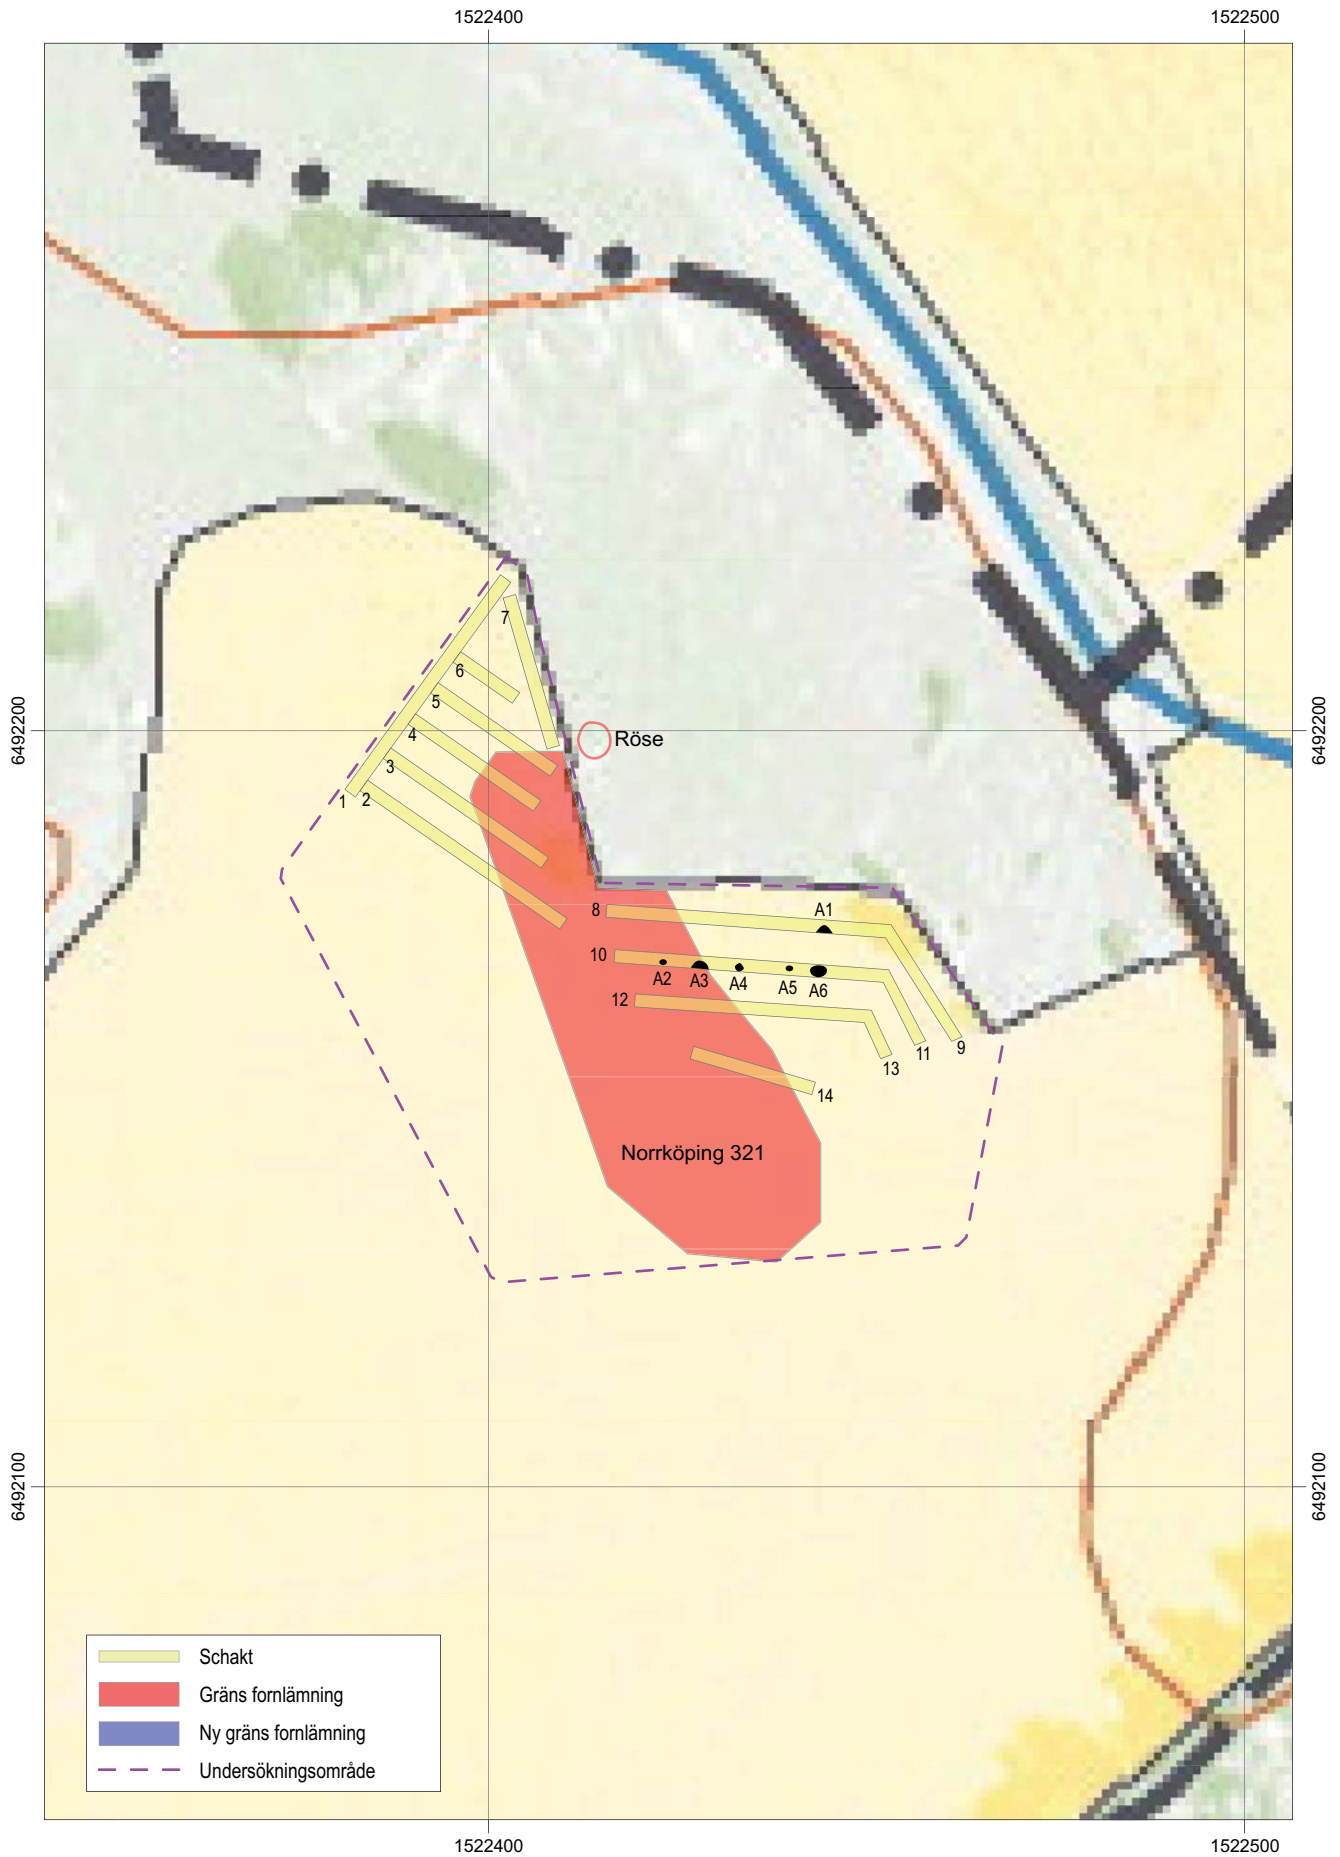 1522400
1522500
7
6
5
6492200
6492200
4
Röse
3
1
2
8
A1
10
A2
A3
A4
A5
A6
12
9
11
13
14
Norrköping 321
6492100
6492100
Schakt
Gräns fornlämning
Ny gräns fornlämning
Undersökningsområde
1522400
1522500